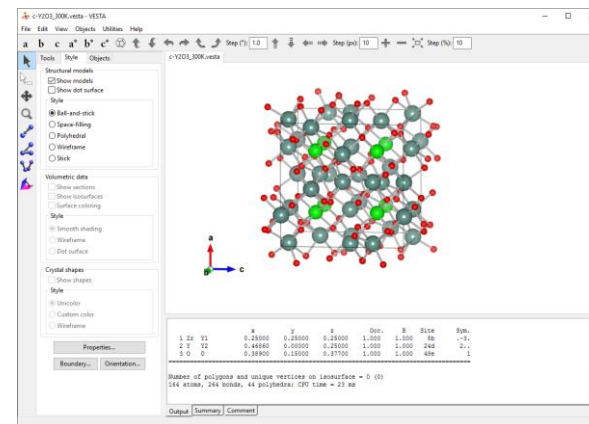 c-Y2O3_300K.vesta - VESTA
File Edit View Objects Utilities Help
a b c a* b* c* Step (°): 1.0 Step (px): 10 Step (%): 10
Tools Style Objects
c-Y2O3_300K.vesta
Structural models
Show models
Show dot surface
Style
Ball-and-stick
Space-filling
Polyhedral
Wireframe
Stick
Volumetric data
Show sections
Show isosurfaces
Surface coloring
Style
Smooth shading
Wireframe
Dot surface
Crystal shapes
Show shapes
Style
Unicolor
Custom color
Wireframe
Properties...
Boundary... Orientation...
a
b c
x y z Occ. B Site Sym.
1 Zr Y1 0.25000 0.25000 0.25000 1.000 1.000 8b .-3.
2 Y Y2 0.46860 0.00000 0.25000 1.000 1.000 24d 2..
3 O O 0.38900 0.15000 0.37700 1.000 1.000 48e 1
Number of polygons and unique vertices on isosurface = 0 (0)
164 atoms, 264 bonds, 44 polyhedra; CPU time = 23 ms
Output Summary Comment